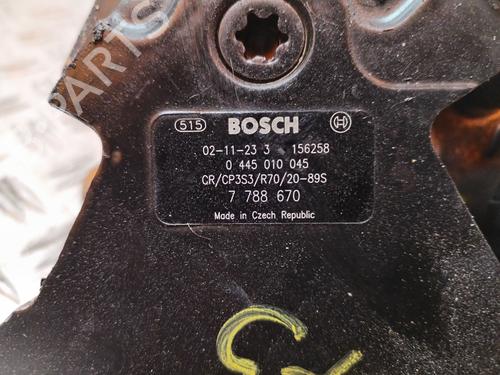 515 BOSCH
02-11-23 3 156258
0 445 010 045
CR/CP3S3/R70/20-89S
7 788 670
Made in Czech Republic
PARTS